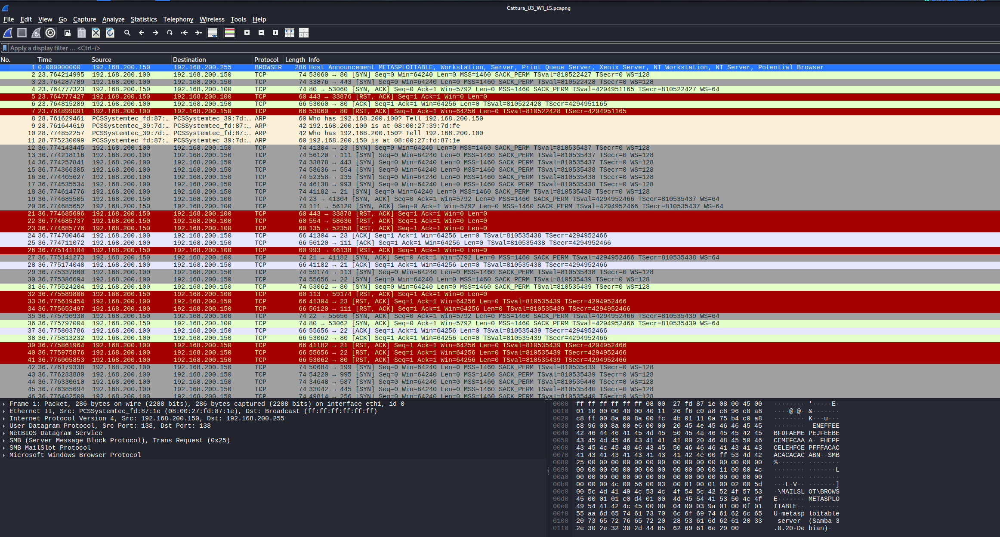 Cattura_U3_W1_L5.pcapng
File Edit View Go Capture Analyze Statistics Telephony Wireless Tools Help
Apply a display filter … <Ctrl-/>
No. Time Source Destination Protocol Length Info
1 0.000000000 192.168.200.150 192.168.200.255 BROWSER 286 Host Announcement METASPLOITABLE, Workstation, Server, Print Queue Server, Xenix Server, NT Workstation, NT Server, Potential Browser
2 23.764214995 192.168.200.100 192.168.200.150 TCP 74 53060 → 80 [SYN] Seq=0 Win=64240 Len=0 MSS=1460 SACK_PERM TSval=810522427 TSecr=0 WS=128
3 23.764287789 192.168.200.100 192.168.200.150 TCP 74 33876 → 443 [SYN] Seq=0 Win=64240 Len=0 MSS=1460 SACK_PERM TSval=810522428 TSecr=0 WS=128
4 23.764777323 192.168.200.150 192.168.200.100 TCP 74 80 → 53060 [SYN, ACK] Seq=0 Ack=1 Win=5792 Len=0 MSS=1460 SACK_PERM TSval=4294951165 TSecr=810522427 WS=64
5 23.764777427 192.168.200.150 192.168.200.100 TCP 60 443 → 33876 [RST, ACK] Seq=1 Ack=1 Win=0 Len=0
6 23.764815289 192.168.200.100 192.168.200.150 TCP 66 53060 → 80 [ACK] Seq=1 Ack=1 Win=64256 Len=0 TSval=810522428 TSecr=4294951165
7 23.764899091 192.168.200.100 192.168.200.150 TCP 66 53060 → 80 [RST, ACK] Seq=1 Ack=1 Win=64256 Len=0 TSval=810522428 TSecr=4294951165
8 28.761629461 PCSSystemtec_fd:87:… PCSSystemtec_39:7d:… ARP 60 Who has 192.168.200.100? Tell 192.168.200.150
9 28.761644619 PCSSystemtec_39:7d:… PCSSystemtec_fd:87:… ARP 42 192.168.200.100 is at 08:00:27:39:7d:fe
10 28.774852257 PCSSystemtec_39:7d:… PCSSystemtec_fd:87:… ARP 42 Who has 192.168.200.150? Tell 192.168.200.100
11 28.775230099 PCSSystemtec_fd:87:… PCSSystemtec_39:7d:… ARP 60 192.168.200.150 is at 08:00:27:fd:87:1e
12 36.774143445 192.168.200.100 192.168.200.150 TCP 74 41304 → 23 [SYN] Seq=0 Win=64240 Len=0 MSS=1460 SACK_PERM TSval=810535437 TSecr=0 WS=128
13 36.774218116 192.168.200.100 192.168.200.150 TCP 74 56120 → 111 [SYN] Seq=0 Win=64240 Len=0 MSS=1460 SACK_PERM TSval=810535437 TSecr=0 WS=128
14 36.774257841 192.168.200.100 192.168.200.150 TCP 74 33878 → 443 [SYN] Seq=0 Win=64240 Len=0 MSS=1460 SACK_PERM TSval=810535437 TSecr=0 WS=128
15 36.774366305 192.168.200.100 192.168.200.150 TCP 74 58636 → 554 [SYN] Seq=0 Win=64240 Len=0 MSS=1460 SACK_PERM TSval=810535438 TSecr=0 WS=128
16 36.774405627 192.168.200.100 192.168.200.150 TCP 74 52358 → 135 [SYN] Seq=0 Win=64240 Len=0 MSS=1460 SACK_PERM TSval=810535438 TSecr=0 WS=128
17 36.774535534 192.168.200.100 192.168.200.150 TCP 74 46138 → 993 [SYN] Seq=0 Win=64240 Len=0 MSS=1460 SACK_PERM TSval=810535438 TSecr=0 WS=128
18 36.774614776 192.168.200.100 192.168.200.150 TCP 74 41182 → 21 [SYN] Seq=0 Win=64240 Len=0 MSS=1460 SACK_PERM TSval=810535438 TSecr=0 WS=128
19 36.774685505 192.168.200.150 192.168.200.100 TCP 74 23 → 41304 [SYN, ACK] Seq=0 Ack=1 Win=5792 Len=0 MSS=1460 SACK_PERM TSval=4294952466 TSecr=810535437 WS=64
20 36.774685652 192.168.200.150 192.168.200.100 TCP 74 111 → 56120 [SYN, ACK] Seq=0 Ack=1 Win=5792 Len=0 MSS=1460 SACK_PERM TSval=4294952466 TSecr=810535437 WS=64
21 36.774685696 192.168.200.150 192.168.200.100 TCP 60 443 → 33878 [RST, ACK] Seq=1 Ack=1 Win=0 Len=0
22 36.774685737 192.168.200.150 192.168.200.100 TCP 60 554 → 58636 [RST, ACK] Seq=1 Ack=1 Win=0 Len=0
23 36.774685776 192.168.200.150 192.168.200.100 TCP 60 135 → 52358 [RST, ACK] Seq=1 Ack=1 Win=0 Len=0
24 36.774700464 192.168.200.100 192.168.200.150 TCP 66 41304 → 23 [ACK] Seq=1 Ack=1 Win=64256 Len=0 TSval=810535438 TSecr=4294952466
25 36.774711072 192.168.200.100 192.168.200.150 TCP 66 56120 → 111 [ACK] Seq=1 Ack=1 Win=64256 Len=0 TSval=810535438 TSecr=4294952466
26 36.775141104 192.168.200.150 192.168.200.100 TCP 60 993 → 46138 [RST, ACK] Seq=1 Ack=1 Win=0 Len=0
27 36.775141273 192.168.200.150 192.168.200.100 TCP 74 21 → 41182 [SYN, ACK] Seq=0 Ack=1 Win=5792 Len=0 MSS=1460 SACK_PERM TSval=4294952466 TSecr=810535438 WS=64
28 36.775174048 192.168.200.100 192.168.200.150 TCP 66 41182 → 21 [ACK] Seq=1 Ack=1 Win=64256 Len=0 TSval=810535438 TSecr=4294952466
29 36.775337800 192.168.200.100 192.168.200.150 TCP 74 59174 → 113 [SYN] Seq=0 Win=64240 Len=0 MSS=1460 SACK_PERM TSval=810535438 TSecr=0 WS=128
30 36.775386694 192.168.200.100 192.168.200.150 TCP 74 55656 → 22 [SYN] Seq=0 Win=64240 Len=0 MSS=1460 SACK_PERM TSval=810535439 TSecr=0 WS=128
31 36.775524204 192.168.200.100 192.168.200.150 TCP 74 53062 → 80 [SYN] Seq=0 Win=64240 Len=0 MSS=1460 SACK_PERM TSval=810535439 TSecr=0 WS=128
32 36.775589806 192.168.200.150 192.168.200.100 TCP 60 113 → 59174 [RST, ACK] Seq=1 Ack=1 Win=0 Len=0
33 36.775619454 192.168.200.100 192.168.200.150 TCP 66 41304 → 23 [RST, ACK] Seq=1 Ack=1 Win=64256 Len=0 TSval=810535439 TSecr=4294952466
34 36.775652497 192.168.200.100 192.168.200.150 TCP 66 56120 → 111 [RST, ACK] Seq=1 Ack=1 Win=64256 Len=0 TSval=810535439 TSecr=4294952466
35 36.775796938 192.168.200.150 192.168.200.100 TCP 74 22 → 55656 [SYN, ACK] Seq=0 Ack=1 Win=5792 Len=0 MSS=1460 SACK_PERM TSval=4294952466 TSecr=810535439 WS=64
36 36.775797004 192.168.200.150 192.168.200.100 TCP 74 80 → 53062 [SYN, ACK] Seq=0 Ack=1 Win=5792 Len=0 MSS=1460 SACK_PERM TSval=4294952466 TSecr=810535439 WS=64
37 36.775803786 192.168.200.100 192.168.200.150 TCP 66 55656 → 22 [ACK] Seq=1 Ack=1 Win=64256 Len=0 TSval=810535439 TSecr=4294952466
38 36.775813232 192.168.200.100 192.168.200.150 TCP 66 53062 → 80 [ACK] Seq=1 Ack=1 Win=64256 Len=0 TSval=810535439 TSecr=4294952466
39 36.775861964 192.168.200.100 192.168.200.150 TCP 66 41182 → 21 [RST, ACK] Seq=1 Ack=1 Win=64256 Len=0 TSval=810535439 TSecr=4294952466
40 36.775975876 192.168.200.100 192.168.200.150 TCP 66 55656 → 22 [RST, ACK] Seq=1 Ack=1 Win=64256 Len=0 TSval=810535439 TSecr=4294952466
41 36.776005853 192.168.200.100 192.168.200.150 TCP 66 53062 → 80 [RST, ACK] Seq=1 Ack=1 Win=64256 Len=0 TSval=810535439 TSecr=4294952466
42 36.776179338 192.168.200.100 192.168.200.150 TCP 74 50684 → 199 [SYN] Seq=0 Win=64240 Len=0 MSS=1460 SACK_PERM TSval=810535439 TSecr=0 WS=128
43 36.776233880 192.168.200.100 192.168.200.150 TCP 74 54220 → 995 [SYN] Seq=0 Win=64240 Len=0 MSS=1460 SACK_PERM TSval=810535439 TSecr=0 WS=128
44 36.776330610 192.168.200.100 192.168.200.150 TCP 74 34648 → 587 [SYN] Seq=0 Win=64240 Len=0 MSS=1460 SACK_PERM TSval=810535440 TSecr=0 WS=128
45 36.776385694 192.168.200.100 192.168.200.150 TCP 74 33042 → 445 [SYN] Seq=0 Win=64240 Len=0 MSS=1460 SACK_PERM TSval=810535440 TSecr=0 WS=128
46 36.776402500 192.168.200.100 192.168.200.150 TCP 74 49814 → 256 [SYN] Seq=0 Win=64240 Len=0 MSS=1460 SACK_PERM TSval=810535440 TSecr=0 WS=128
Frame 1: Packet, 286 bytes on wire (2288 bits), 286 bytes captured (2288 bits) on interface eth1, id 0
Ethernet II, Src: PCSSystemtec_fd:87:1e (08:00:27:fd:87:1e), Dst: Broadcast (ff:ff:ff:ff:ff:ff)
Internet Protocol Version 4, Src: 192.168.200.150, Dst: 192.168.200.255
User Datagram Protocol, Src Port: 138, Dst Port: 138
NetBIOS Datagram Service
SMB (Server Message Block Protocol), Trans Request (0x25)
SMB MailSlot Protocol
Microsoft Windows Browser Protocol
0000 ff ff ff ff ff ff 08 00 27 fd 87 1e 08 00 45 00 ········ '·····E·
0010 01 10 00 00 40 00 40 11 26 f6 c0 a8 c8 96 c0 a8 ····@·@· &·······
0020 c8 ff 00 8a 00 8a 00 fc 4b 01 11 0a 75 b4 c0 a8 ········ K···u···
0030 c8 96 00 8a 00 e6 00 00 20 45 4e 45 46 46 45 45 ········  ENEFFEE
0040 42 46 44 46 41 45 4d 45 50 45 4a 46 45 45 42 45 BFDFAEME PEJFEEBE
0050 43 45 4d 45 46 43 41 41 41 00 20 46 48 45 50 46 CEMEFCAA A· FHEPF
0060 43 45 4c 45 48 46 43 45 50 46 46 46 41 43 41 43 CELEHFCE PFFFACAC
0070 41 43 41 43 41 43 41 43 41 42 4e 00 ff 53 4d 42 ACACACAC ABN··SMB
0080 25 00 00 00 00 00 00 00 00 00 00 00 00 00 00 00 %······· ········
0090 00 00 00 00 00 00 00 00 00 00 00 00 11 00 00 4c ········ ·······L
00a0 00 00 00 00 00 00 00 00 00 00 00 00 00 00 00 00 ········ ········
00b0 00 00 00 4c 00 56 00 03 00 01 00 01 00 02 00 5d ···L·V·· ·······]
00c0 00 5c 4d 41 49 4c 53 4c 4f 54 5c 42 52 4f 57 53 ·\MAILSL OT\BROWS
00d0 45 00 01 01 c0 d4 01 00 4d 45 54 41 53 50 4c 4f E······· METASPLO
00e0 49 54 41 42 4c 45 00 00 04 09 03 9a 01 00 0f 01 ITABLE·· ········
00f0 55 aa 6d 65 74 61 73 70 6c 6f 69 74 61 62 6c 65 U·metasp loitable
0100 20 73 65 72 76 65 72 20 28 53 61 6d 62 61 20 33  server  (Samba 3
0110 2e 30 2e 32 30 2d 44 65 62 69 61 6e 29 00 .0.20-De bian)·